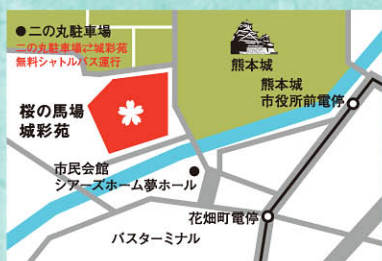 ●二の丸駐車場
二の丸駐車場⇄城彩苑
無料シャトルバス運行
熊本城
熊本城
市役所前電停
桜の馬場
城彩苑
市民会館
シアーズホーム夢ホール
花畑町電停
バスターミナル